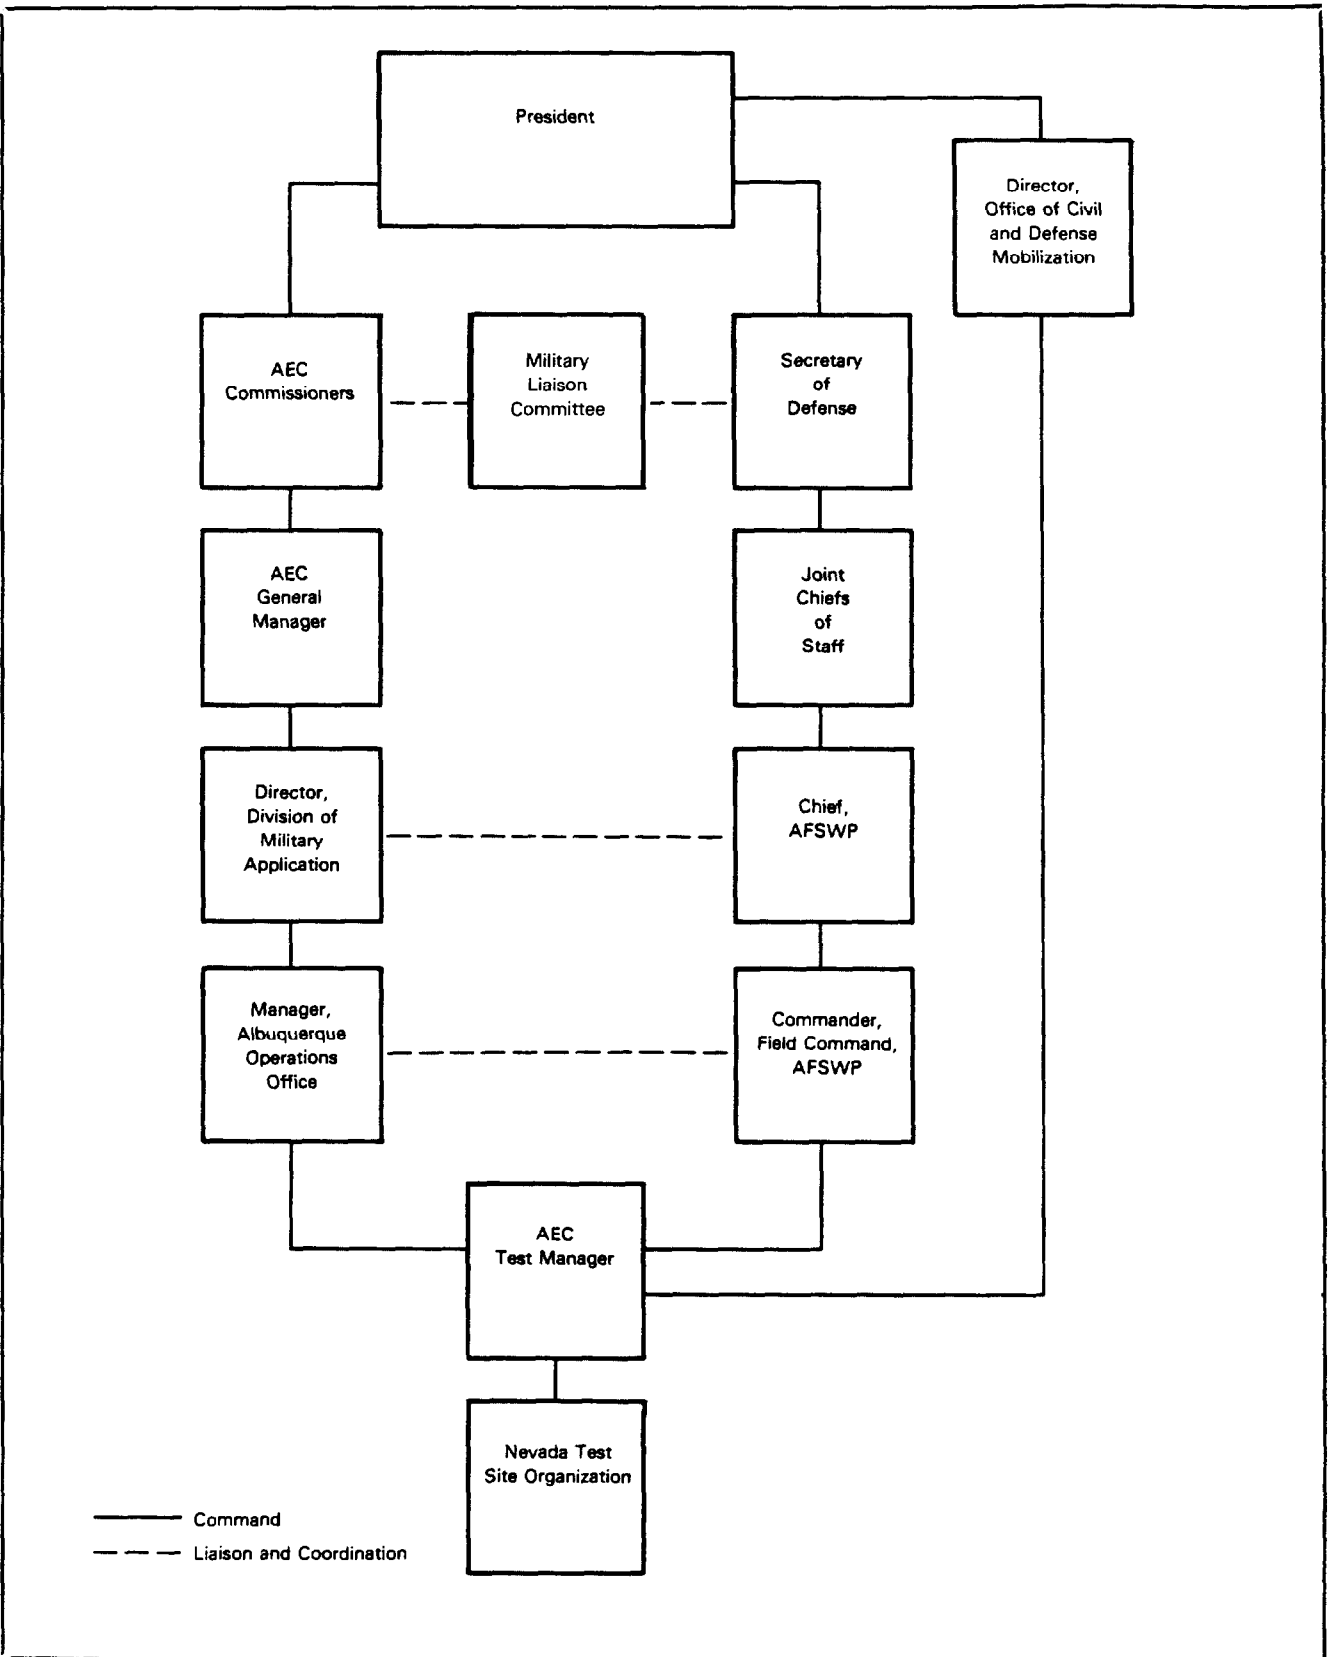 President
Director,
Office of Civil
and Defense
Mobilization
AEC
Commissioners
Military
Liaison
Committee
Secretary
of
Defense
AEC
General
Manager
Joint
Chiefs
of
Staff
Director,
Division of
Military
Application
Chief,
AFSWP
Manager,
Albuquerque
Operations
Office
Commander,
Field Command,
AFSWP
AEC
Test Manager
Nevada Test
Site Organization
Command
Liaison and Coordination